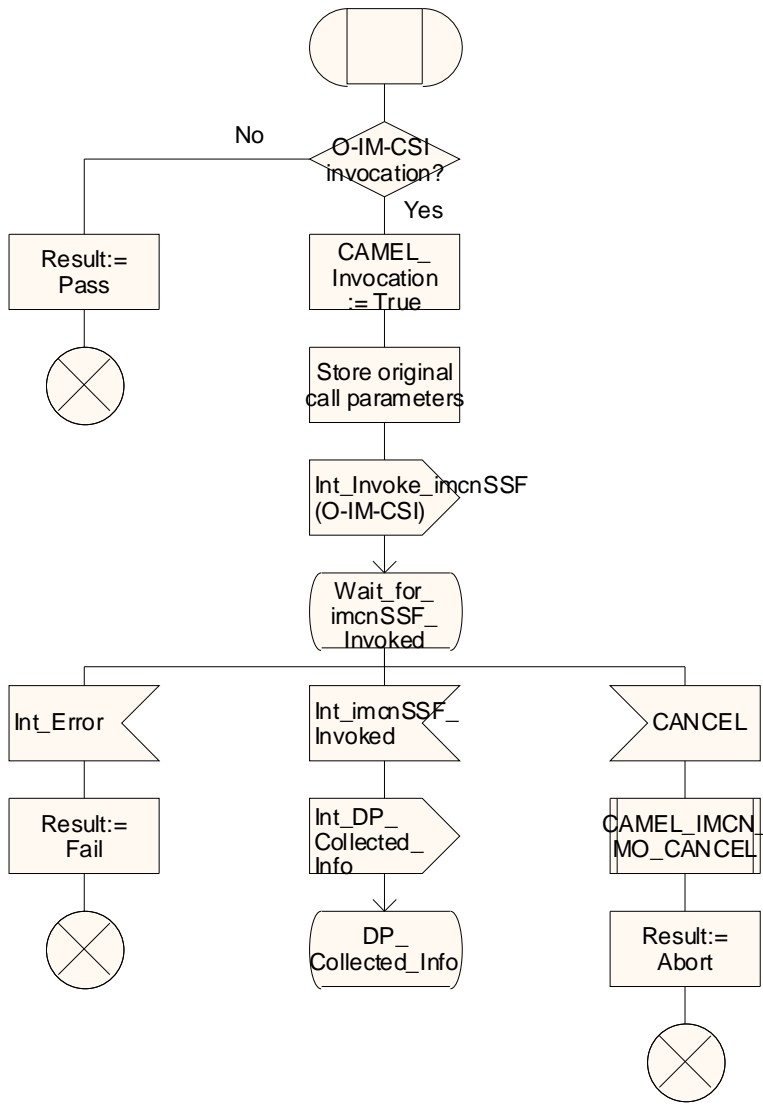 No
O-IM-CSI
invocation?
Yes
Result:=
Pass
CAMEL_
Invocation
:= True
Store original
call parameters
Int_Invoke_imcnSSF
(O-IM-CSI)
Wait_for_
imcnSSF_
Invoked
Int_Error
Int_imcnSSF_
Invoked
CANCEL
Result:=
Fail
Int_DP_
Collected_
Info
CAMEL_IMCN_
MO_CANCEL
DP_
Collected_Info
Result:=
Abort